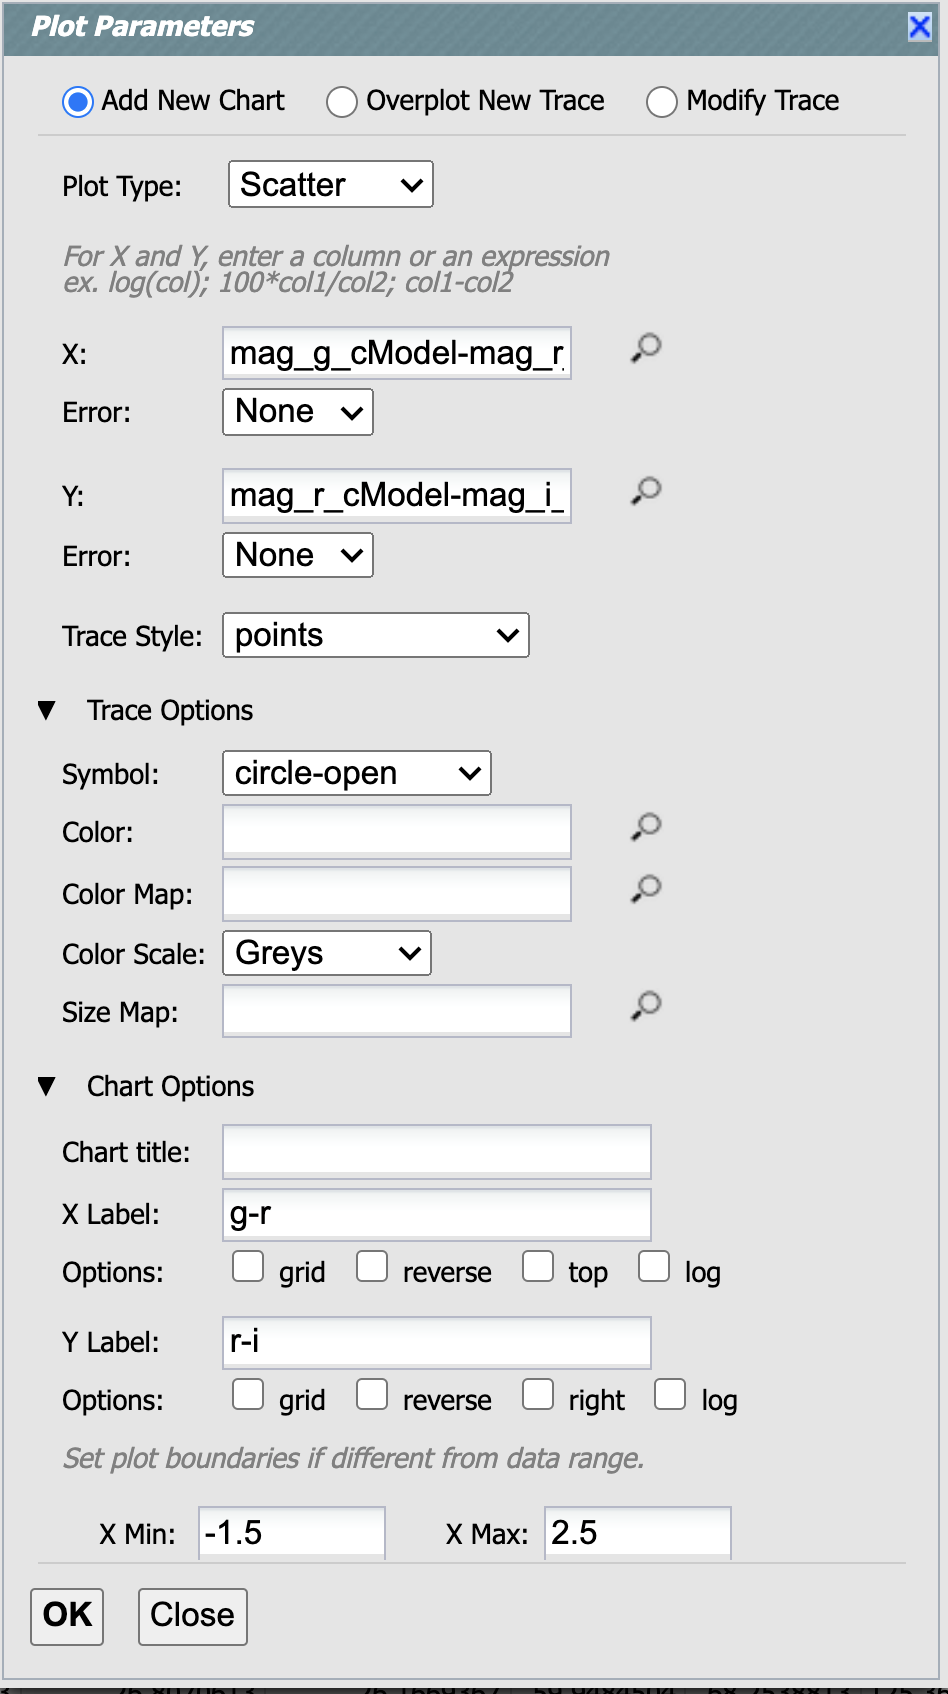 Plot Parameters
Add New Chart Overplot New Trace Modify Trace
Plot Type: Scatter
For X and Y, enter a column or an expression
ex. log(col); 100*col1/col2; col1-col2
X: mag_g_cModel-mag_r_
Error: None
Y: mag_r_cModel-mag_i_
Error: None
Trace Style: points
Trace Options
Symbol: circle-open
Color:
Color Map:
Color Scale: Greys
Size Map:
Chart Options
Chart title:
X Label: g-r
Options: grid reverse top log
Y Label: r-i
Options: grid reverse right log
Set plot boundaries if different from data range.
X Min: -1.5 X Max: 2.5
OK Close